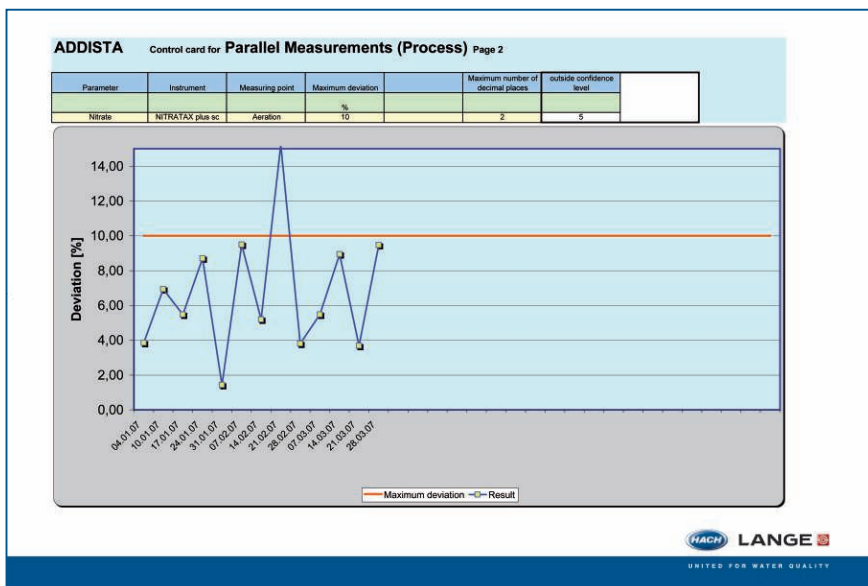 ADDISTA Control card for Parallel Measurements (Process) Page 2
Parameter Instrument Measuring point Maximum deviation Maximum number of decimal places outside confidence level
%
Nitrate NITRATAX plus sc Aeration 10 2 5
14,00
12,00
10,00
8,00
6,00
4,00
2,00
0,00
Deviation [%]
04.01.07 10.01.07 17.01.07 24.01.07 31.01.07 07.02.07 14.02.07 21.02.07 28.02.07 07.03.07 14.03.07 21.03.07 28.03.07
Maximum deviation Result
HACH LANGE
UNITED FOR WATER QUALITY